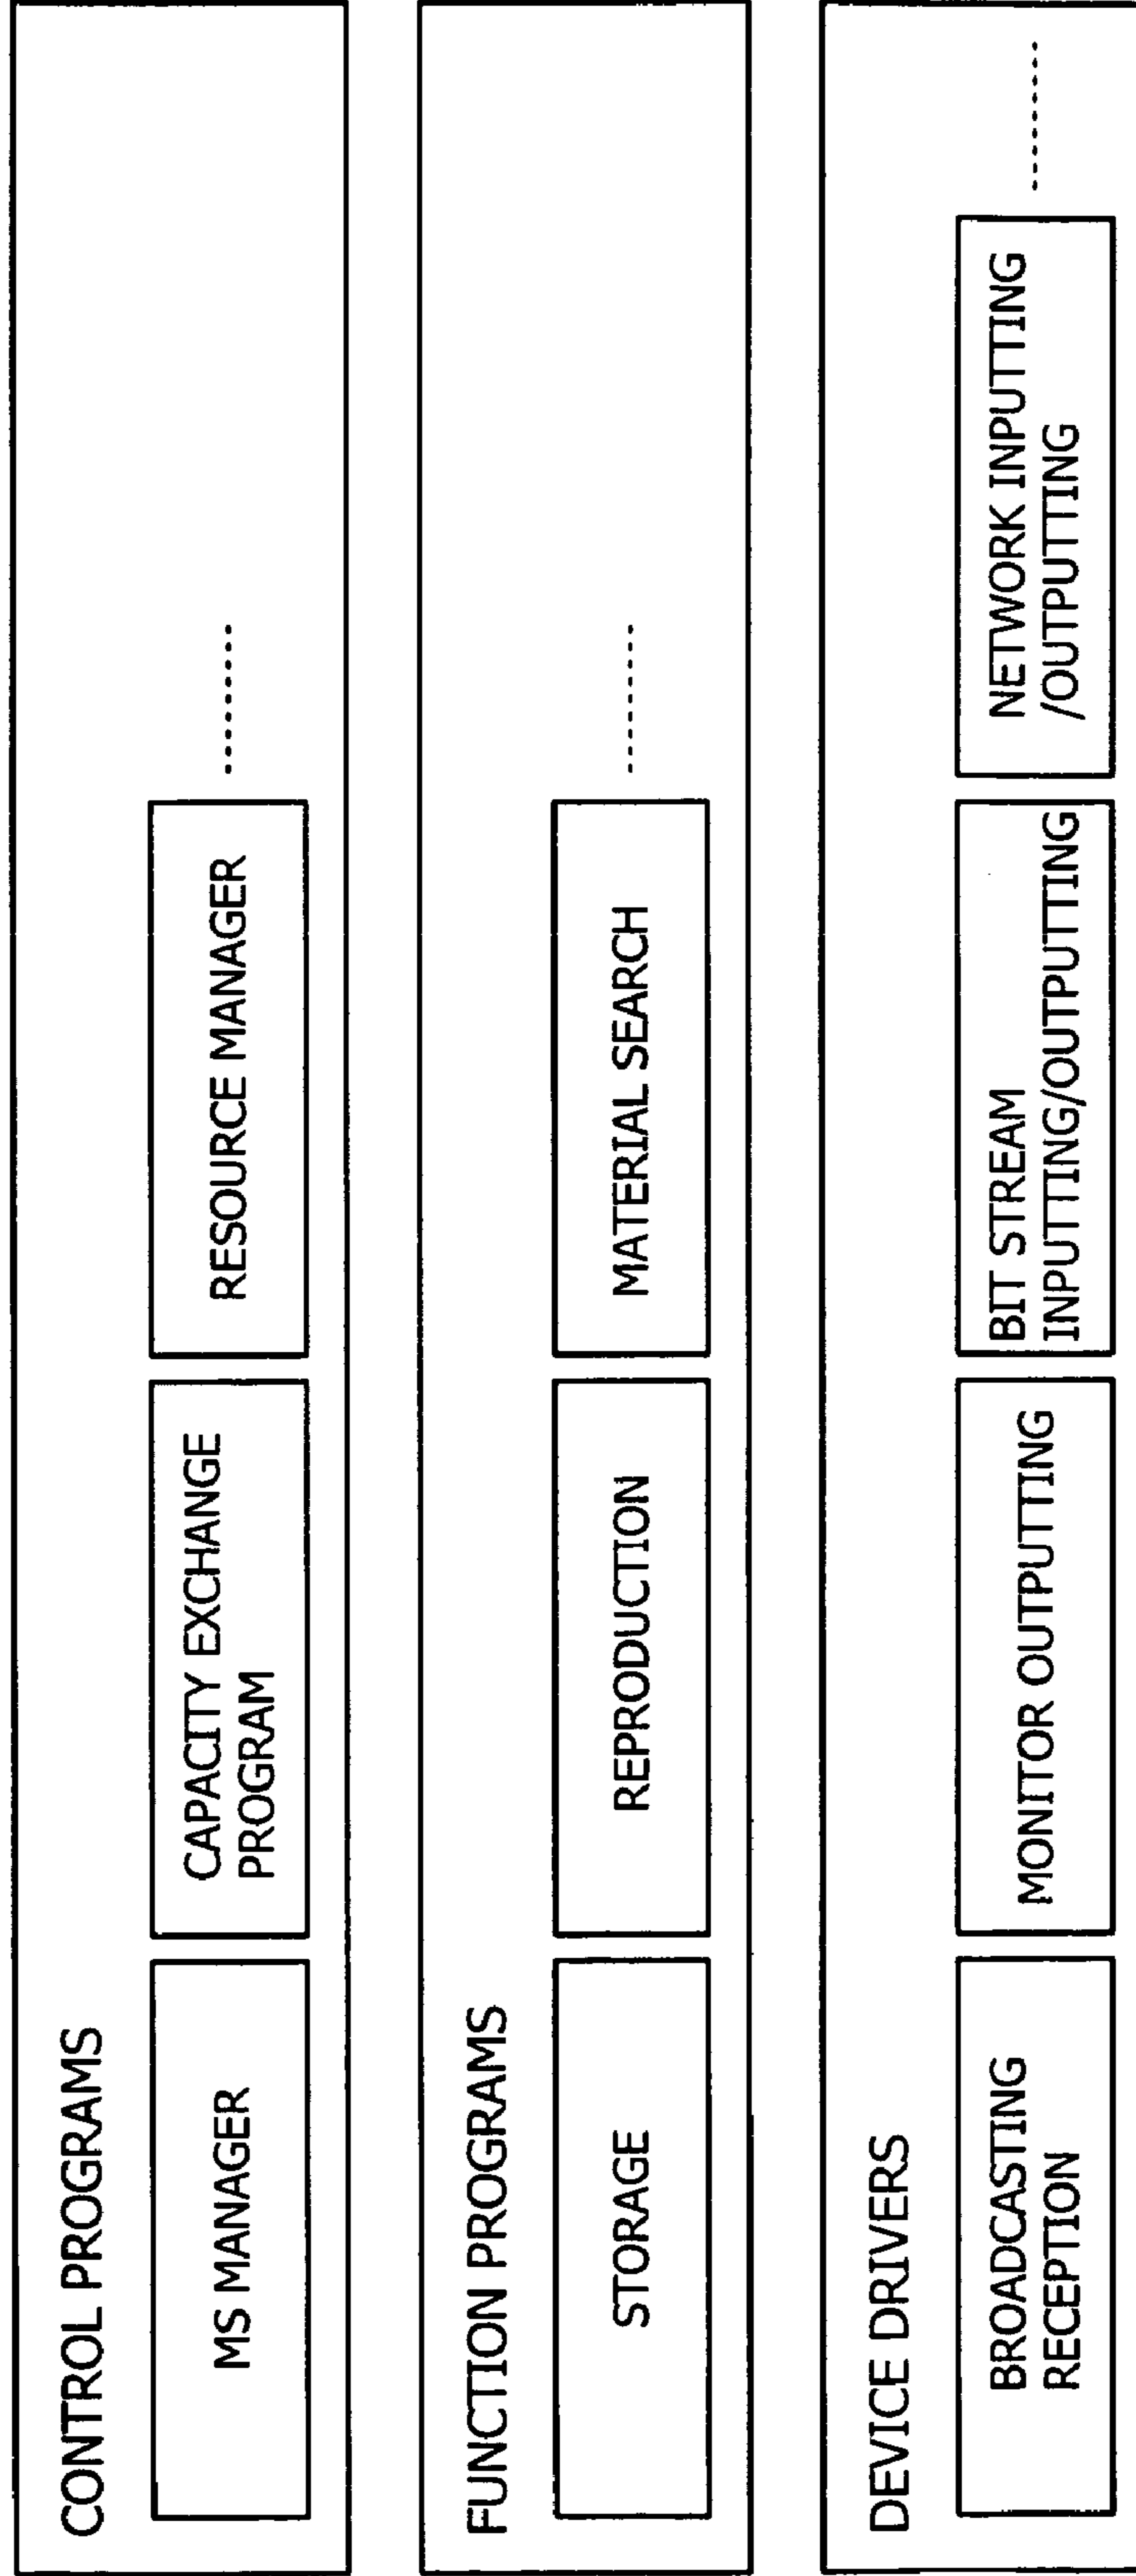 CONTROL PROGRAMS
MS MANAGER
CAPACITY EXCHANGE
PROGRAM
RESOURCE MANAGER
FUNCTION PROGRAMS
STORAGE
REPRODUCTION
MATERIAL SEARCH
DEVICE DRIVERS
BROADCASTING
RECEPTION
MONITOR OUTPUTTING
BIT STREAM
INPUTTING/OUTPUTTING
NETWORK INPUTTING
/OUTPUTTING